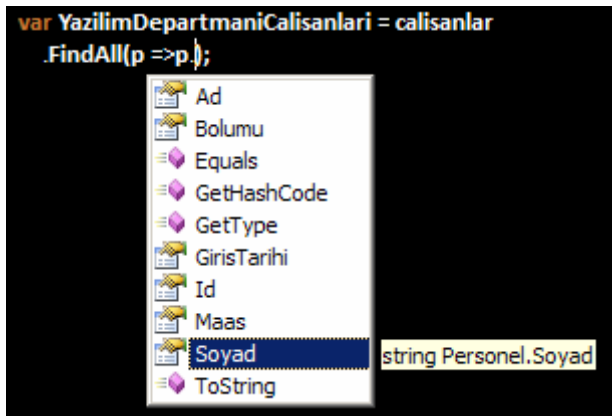 var YazilimDepartmaniCalisanlari = calisanlar
.FindAll(p =>p.);
Ad
Bolumu
Equals
GetHashCode
GetType
GirisTarihi
Id
Maas
Soyad string Personel.Soyad
ToString